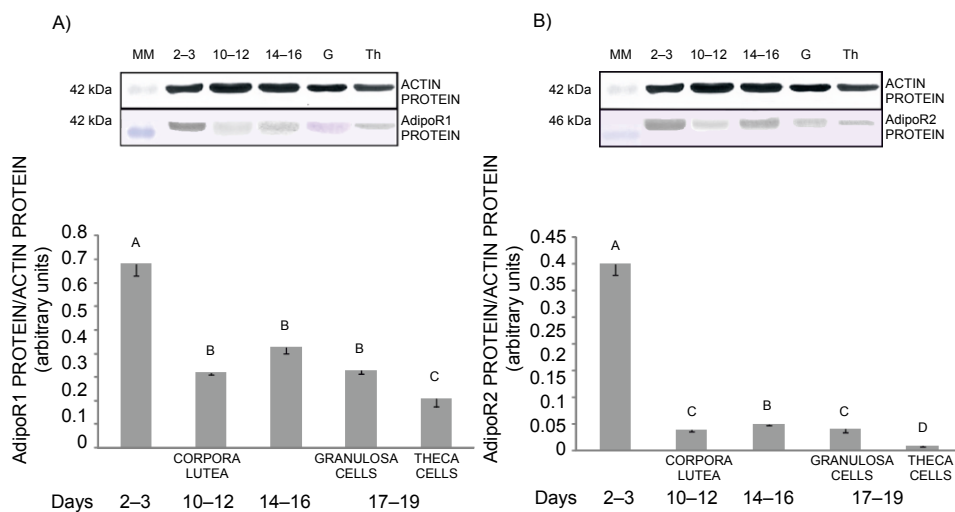 A)
MM 2–3 10–12 14–16 G Th
42 kDa
ACTIN
PROTEIN
42 kDa
AdipoR1
PROTEIN
AdipoR1 PROTEIN/ACTIN PROTEIN
(arbitrary units)
0.8
0.7
0.6
0.5
0.4
0.3
0.2
0.1
0
A
B
B
B
C
CORPORA
LUTEA
GRANULOSA
CELLS
THECA
CELLS
Days 2–3 10–12 14–16 17–19
B)
MM 2–3 10–12 14–16 G Th
42 kDa
ACTIN
PROTEIN
46 kDa
AdipoR2
PROTEIN
AdipoR2 PROTEIN/ACTIN PROTEIN
(arbitrary units)
0.45
0.4
0.35
0.3
0.2
0.15
0.1
0.05
0
A
C
B
C
D
CORPORA
LUTEA
GRANULOSA
CELLS
THECA
CELLS
Days 2–3 10–12 14–16 17–19